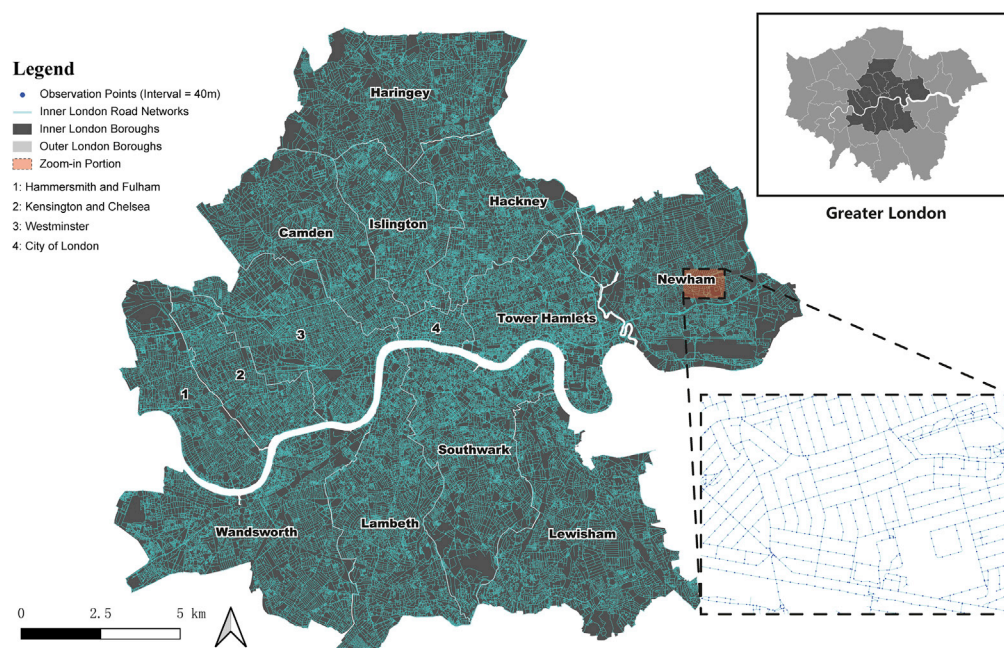 Legend
Observation Points (Interval = 40m)
Inner London Road Networks
Inner London Boroughs
Outer London Boroughs
Zoom-in Portion
1: Hammersmith and Fulham
2: Kensington and Chelsea
3: Westminster
4: City of London
Haringey
Hackney
Islington
Camden
Newham
Tower Hamlets
4
3
2
1
Southwark
Lambeth
Wandsworth
Lewisham
Greater London
0 2.5 5 km